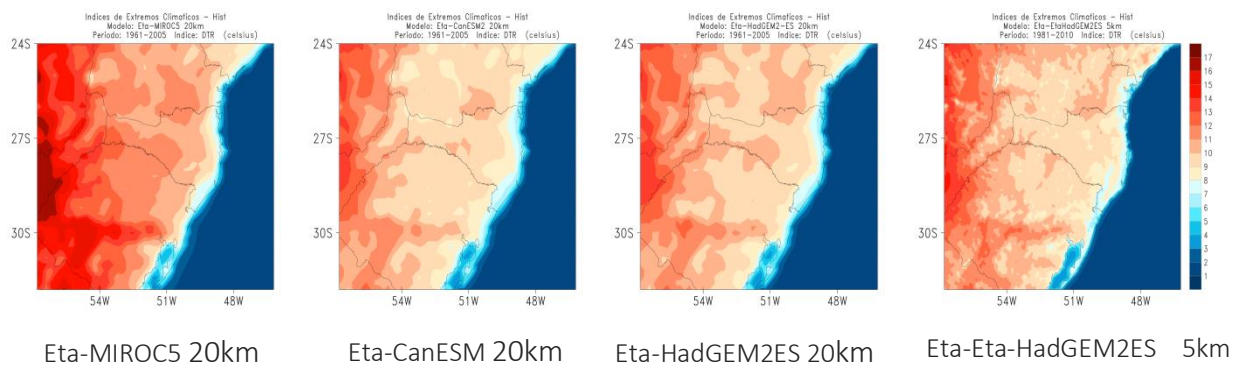 Indices de Extremos Climaticos - Hist
Modelo: Eta-MIROC5 20km
Periodo: 1961-2005 Indice: DTR (celsius)
24S
27S
30S
54W 51W 48W
Eta-MIROC5 20km
Indices de Extremos Climaticos - Hist
Modelo: Eta-CanESM2 20km
Periodo: 1961-2005 Indice: DTR (celsius)
24S
27S
30S
54W 51W 48W
Eta-CanESM 20km
Indices de Extremos Climaticos - Hist
Modelo: Eta-HadGEM2-ES 20km
Periodo: 1961-2005 Indice: DTR (celsius)
24S
27S
30S
54W 51W 48W
Eta-HadGEM2ES 20km
Indices de Extremos Climaticos - Hist
Modelo: Eta-EtaHadGEM2ES 5km
Periodo: 1981-2010 Indice: DTR (celsius)
24S
27S
30S
54W 51W 48W
17
16
15
14
13
12
11
10
9
8
7
6
5
4
3
2
1
Eta-Eta-HadGEM2ES 5km